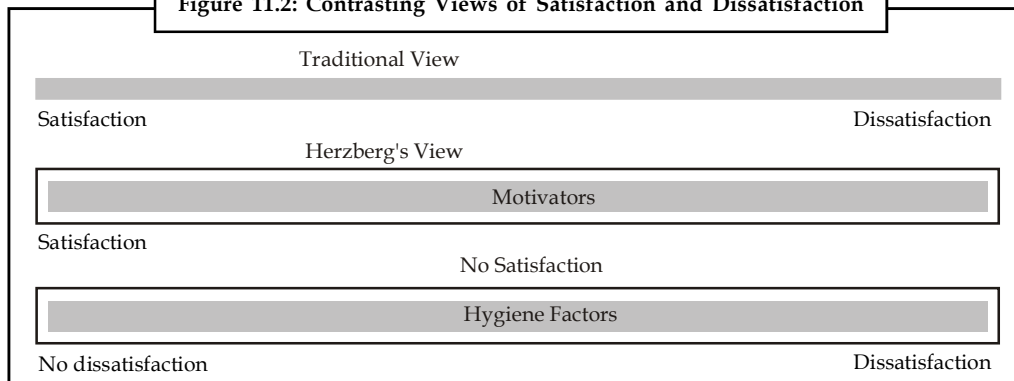 Figure 11.2: Contrasting Views of Satisfaction and Dissatisfaction
Traditional View
Satisfaction Dissatisfaction
Herzberg's View
Motivators
Satisfaction
No Satisfaction
Hygiene Factors
No dissatisfaction Dissatisfaction